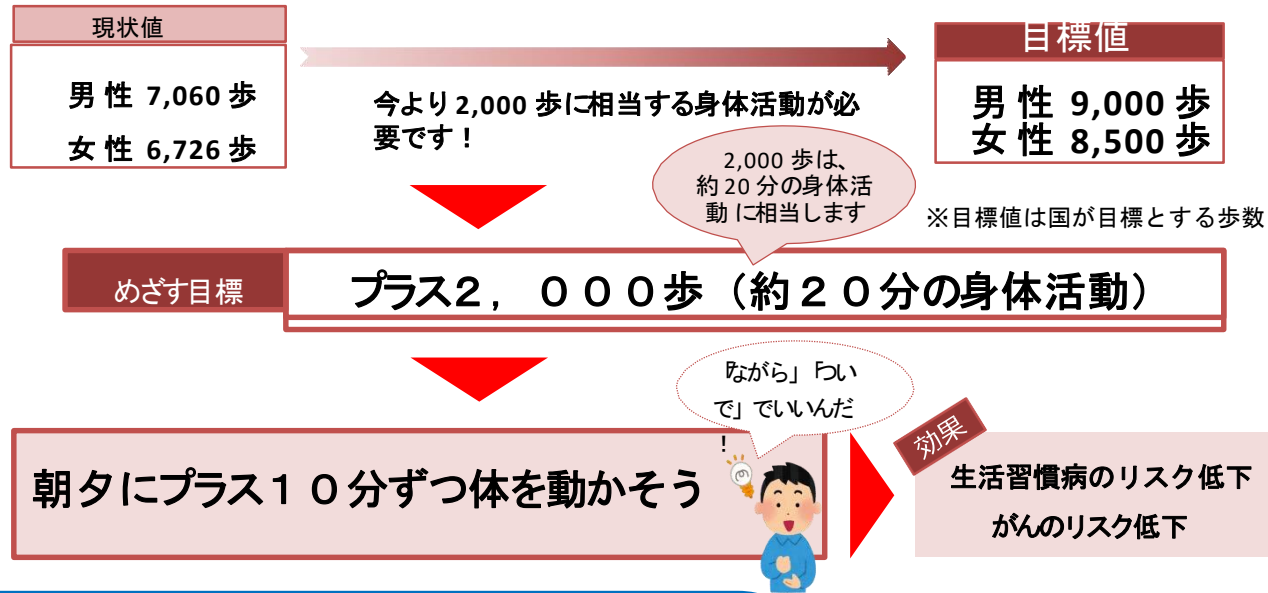 現状値
男性 7,060 歩
女性 6,726 歩
今より 2,000 歩に相当する身体活動が必
要です！
目標値
男性 9,000 歩
女性 8,500 歩
2,000 歩は、
約 20 分の身体活
動 に相当します
※目標値は国が目標とする歩数
めざす目標
プラス２，０００歩（約２０分の身体活動）
「ながら」「つい
で」でいいんだ
！
朝夕にプラス１０分ずつ体を動かそう
効果
生活習慣病のリスク低下
がんのリスク低下